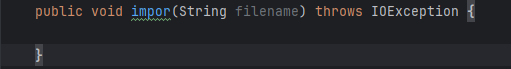 public void impor(String filename) throws IOException {
}